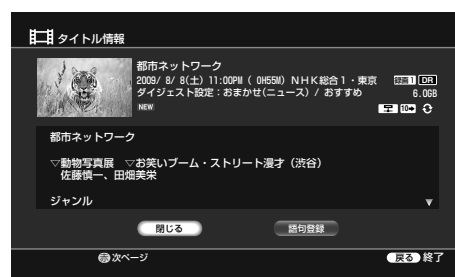 タイトル情報
都市ネットワーク
2009/ 8/ 8(土) 11:00PM ( 0H55M) NHK総合1・東京 録画1 DR
ダイジェスト設定：おまかせ(ニュース) / おすすめ 6.0GB
NEW 10
都市ネットワーク
▽動物写真展 ▽お笑いブーム・ストリート漫才（渋谷）
佐藤慎一、田畑美栄
ジャンル ▼
閉じる 語句登録
次ページ 戻る 終了